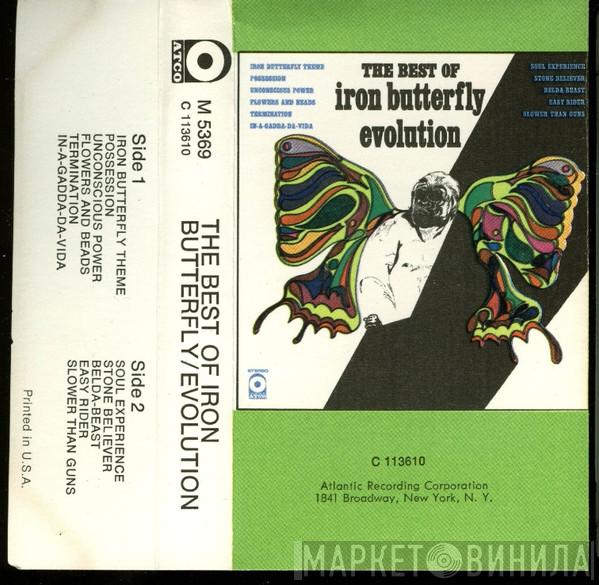 Side 1
IRON BUTTERFLY THEME
POSSESSION
UNCONSCIOUS POWER
FLOWERS AND BEADS
TERMINATION
IN-A-GADDA-DA-VIDA
Side 2
SOUL EXPERIENCE
STONE BELIEVER
BELDA-BEAST
EASY RIDER
SLOWER THAN GUNS
Printed in U.S.A.
ATCO
M 5369
C 113610
THE BEST OF IRON
BUTTERFLY/EVOLUTION
IRON BUTTERFLY THEME
POSSESSION
UNCONSCIOUS POWER
FLOWERS AND BEADS
TERMINATION
IN-A-GADDA-DA-VIDA
THE BEST OF
iron butterfly
evolution
SOUL EXPERIENCE
STONE BELIEVER
BELDA-BEAST
EASY RIDER
SLOWER THAN GUNS
STEREO
ATCO
C 113610
Atlantic Recording Corporation
1841 Broadway, New York, N. Y.
МАРКЕТ ВИНИЛА